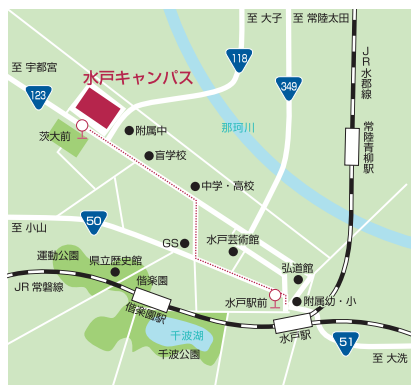 至 大子
至 常陸太田
至 宇都宮
118
JR水郡線
水戸キャンパス
349
123
那珂川
常陸青柳駅
茨大前
附属中
盲学校
中学・高校
50
至 小山
水戸芸術館
GS
運動公園
県立歴史館
弘道館
JR常磐線
偕楽園
水戸駅前
附属幼・小
偕楽園駅
千波湖
水戸駅
51
千波公園
至 大洗